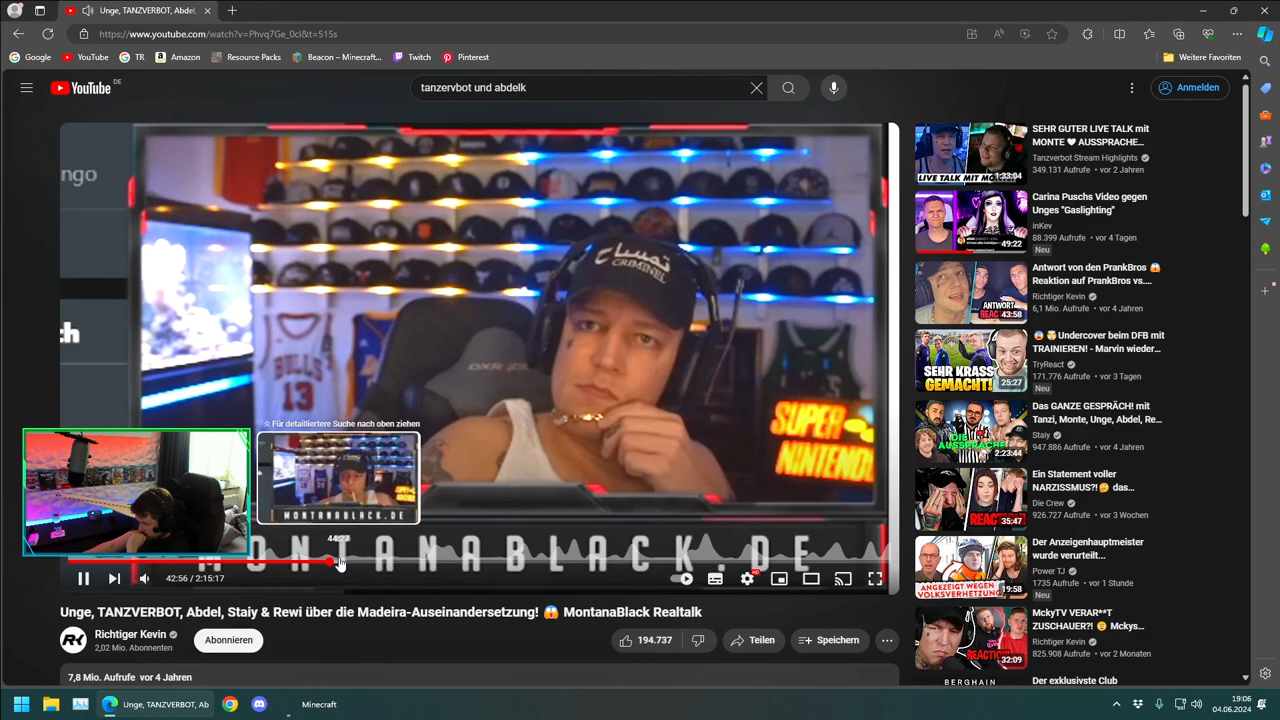 Unge, TANZVERBOT, Abdel,
https://www.youtube.com/watch?v=Phvq7Ge_0cI&t=515s
Google
YouTube
TR
Amazon
Resource Packs
Beacon – Minecraft...
Twitch
Pinterest
Weitere Favoriten
YouTube DE
tanzervbot und abdelk
Anmelden
ngo
ch
تمساح
CRIMINEL
DXR
SUPER
NINTENDO
Für detailliertere Suche nach oben ziehen
MONTANABLACK.DE
44:27
MONTANABLACK.DE
42:56 / 2:15:17
HD
Unge, TANZVERBOT, Abdel, Staiy & Rewi über die Madeira-Auseinandersetzung! 😱 MontanaBlack Realtalk
RK
Richtiger Kevin
2,02 Mio. Abonnenten
Abonnieren
194.737
Teilen
Speichern
7,8 Mio. Aufrufe vor 4 Jahren
LIVE TALK MIT MO
1:33:04
SEHR GUTER LIVE TALK mit
MONTE ❤ AUSSPRACHE...
Tanzverbot Stream Highlights
349.131 Aufrufe • vor 2 Jahren
49:22
Carina Puschs Video gegen
Unges "Gaslighting"
inKev
88.399 Aufrufe • vor 4 Tagen
Neu
ANTWORT
REAC
43:58
Antwort von den PrankBros 😱
Reaktion auf PrankBros vs....
Richtiger Kevin
6,1 Mio. Aufrufe • vor 4 Jahren
SEHR KRASS
GEMACHT!
25:27
😨🤯Undercover beim DFB mit
TRAINIEREN! - Marvin wieder...
TryReact
171.776 Aufrufe • vor 3 Tagen
Neu
DIE
AUSSPRACHE
2:23:44
Das GANZE GESPRÄCH! mit
Tanzi, Monte, Unge, Abdel, Re...
Staiy
947.886 Aufrufe • vor 4 Jahren
REACTION
35:47
Ein Statement voller
NARZISSMUS?!🤔 das...
Die Crew
926.727 Aufrufe • vor 3 Wochen
ANGEZEIGT WEGEN
VOLKSVERHETZUNG
19:58
Der Anzeigenhauptmeister
wurde verurteilt...
Power TJ
1735 Aufrufe • vor 1 Stunde
Neu
REACTION
32:09
MckyTV VERAR**T
ZUSCHAUER?! 🤨 Mckys...
Richtiger Kevin
825.908 Aufrufe • vor 2 Monaten
BERGHAIN
Der exklusivste Club
Unge, TANZVERBOT, Ab
Minecraft
19:06
04.06.2024